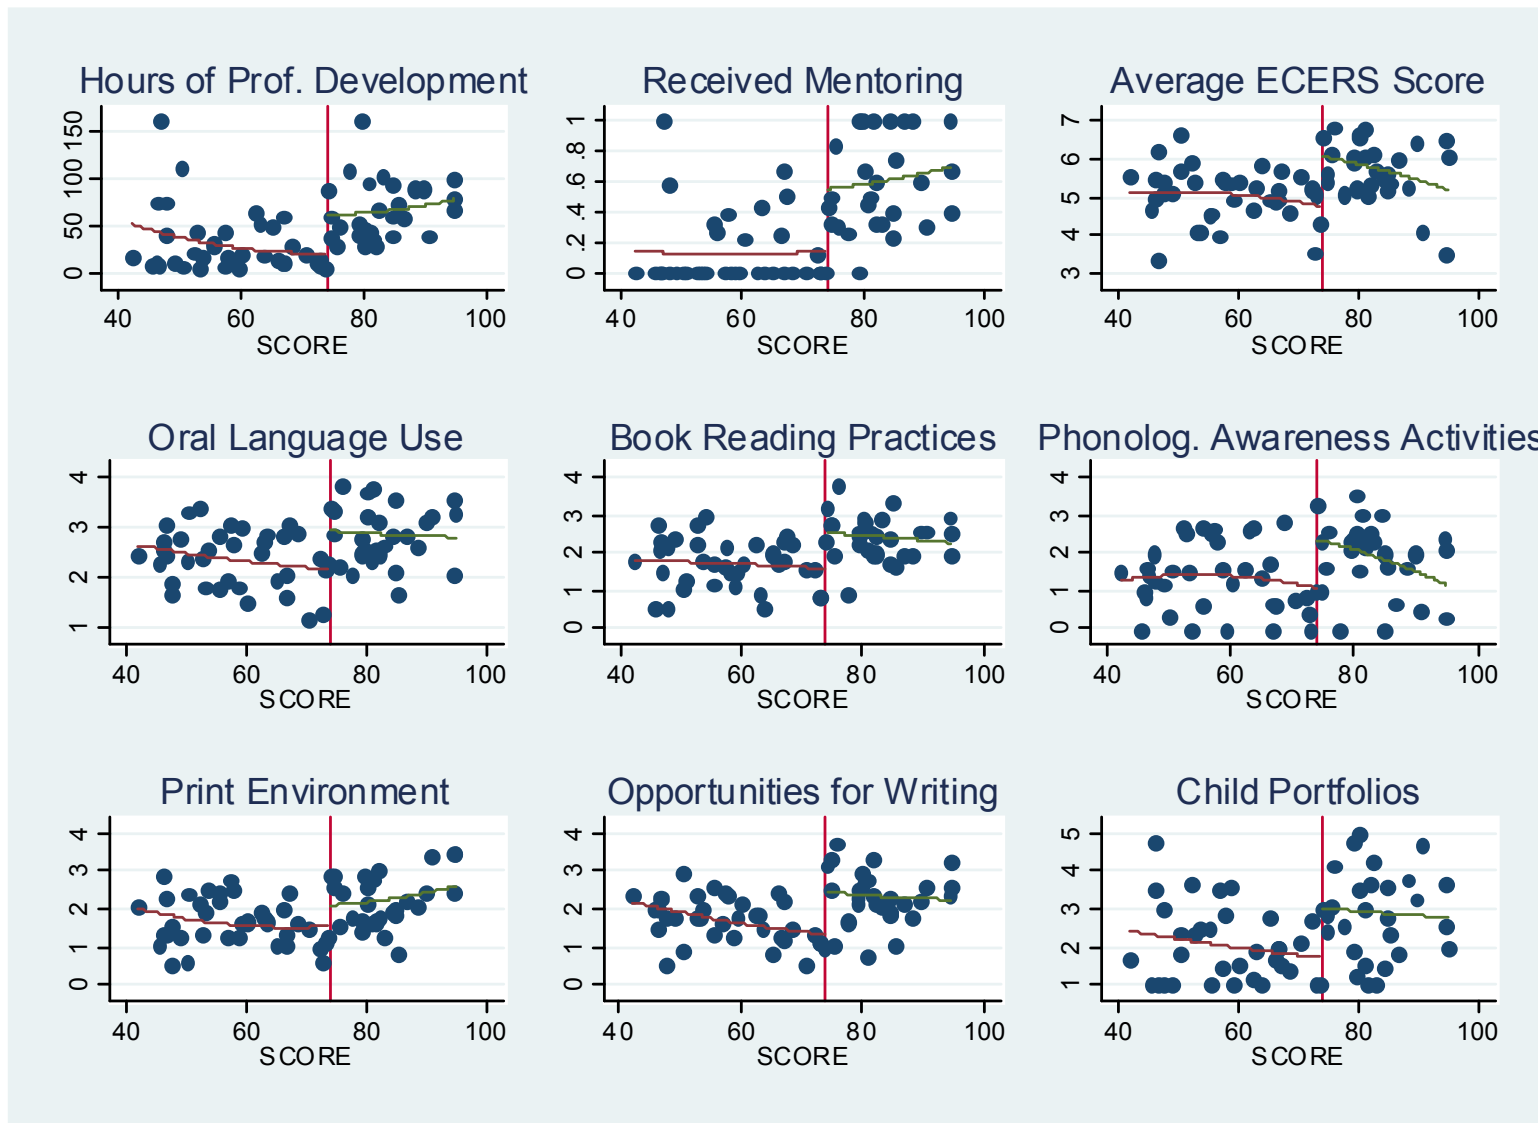 Hours of Prof. Development
150
100
50
0
40 60 80 100
SCORE
Received Mentoring
1
.8
.6
.4
.2
0
40 60 80 100
SCORE
Average ECERS Score
7
6
5
4
3
40 60 80 100
SCORE
Oral Language Use
4
3
2
1
40 60 80 100
SCORE
Book Reading Practices
4
3
2
1
0
40 60 80 100
SCORE
Phonolog. Awareness Activities
4
3
2
1
0
40 60 80 100
SCORE
Print Environment
4
3
2
1
0
40 60 80 100
SCORE
Opportunities for Writing
4
3
2
1
0
40 60 80 100
SCORE
Child Portfolios
5
4
3
2
1
40 60 80 100
SCORE